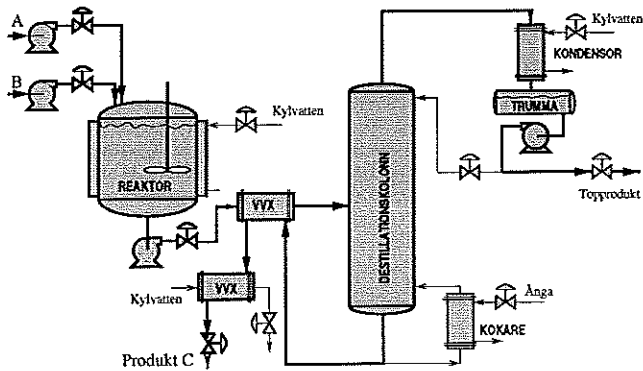 A
B
Kylvatten
REAKTOR
VVX
Kylvatten
VVX
Produkt C
DESTILLATIONSKOLONN
Kylvatten
KONDENSOR
TRUMMA
Topprodukt
Ånga
KOKARE